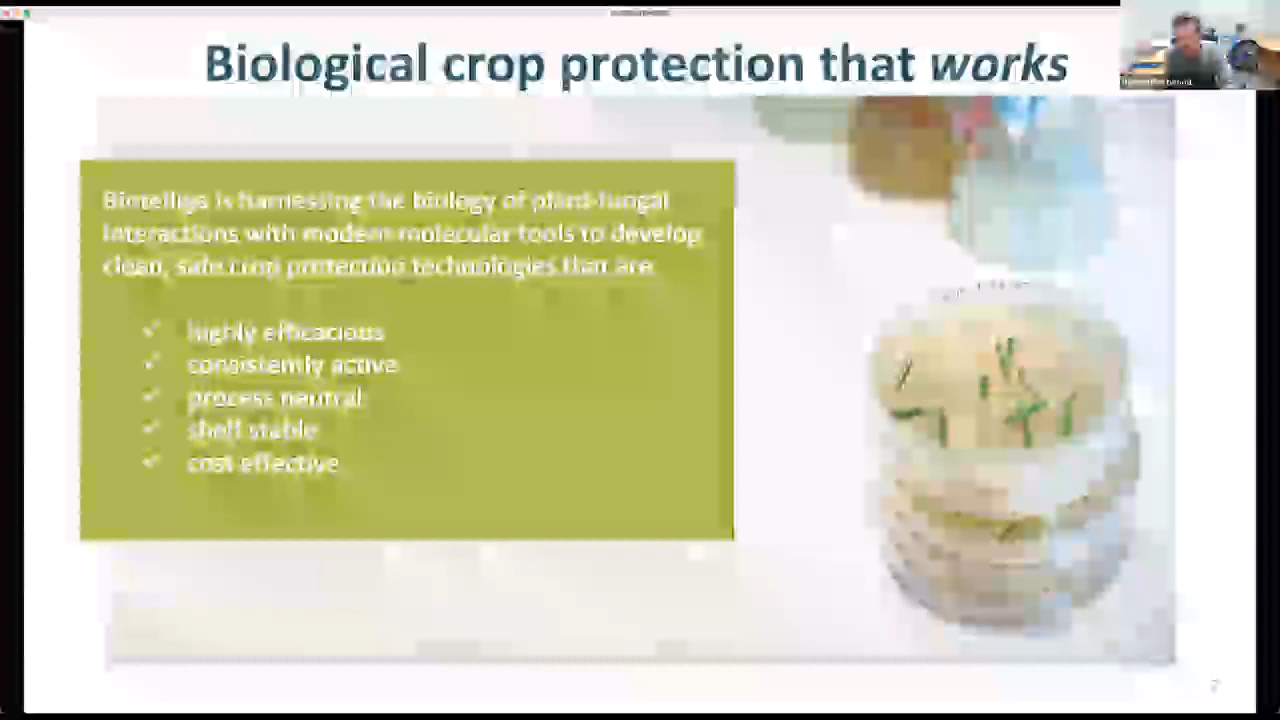 Biological crop protection that works
Biotelliga is harnessing the biology of plant-fungal
interactions with modern molecular tools to develop
clean, safe crop protection technologies that are
✓ highly efficacious
✓ consistently active
✓ process neutral
✓ shelf stable
✓ cost effective
7